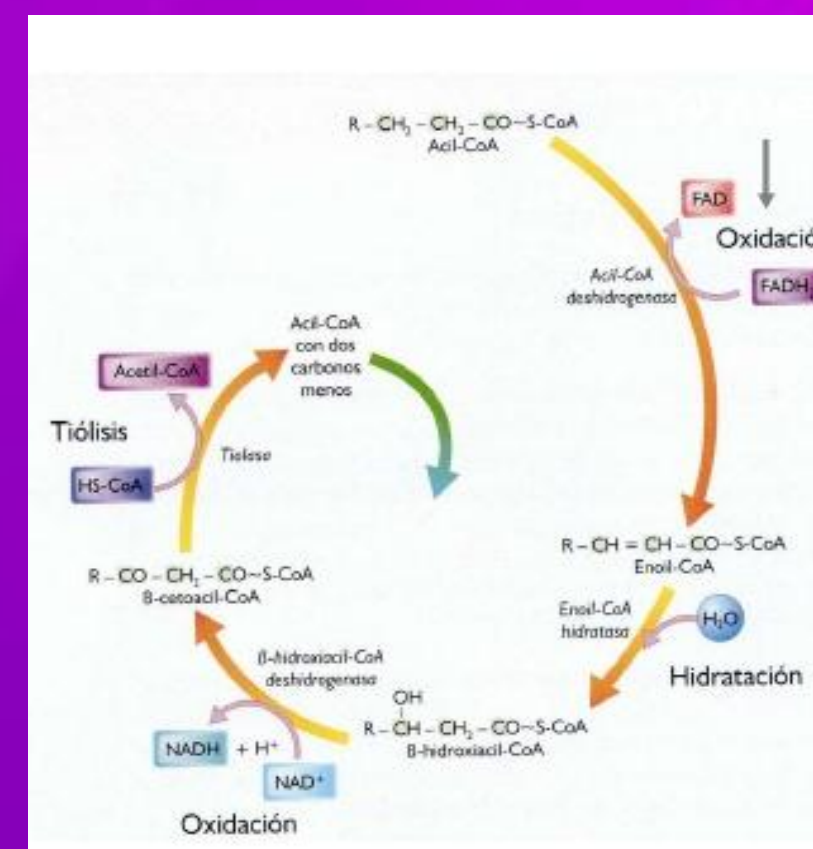 R – CH₂ – CH₂ – CO~S-CoA
Acil-CoA
FAD
Oxidació
Acil-CoA
deshidrogenasa
FADH
Acil-CoA
con dos
carbonos
menos
Acetil-CoA
Tiólisis
Tiolasa
HS-CoA
R – CH = CH – CO~S-CoA
Enoil-CoA
R – CO – CH₂ – CO~S-CoA
B-cetoacil-CoA
Enoil-CoA
hidratasa
H₂O
Hidratación
β-hidroxiacil-CoA
deshidrogenasa
OH
R – CH – CH₂ – CO~S-CoA
B-hidroxiacil-CoA
NADH + H⁺
NAD⁺
Oxidación